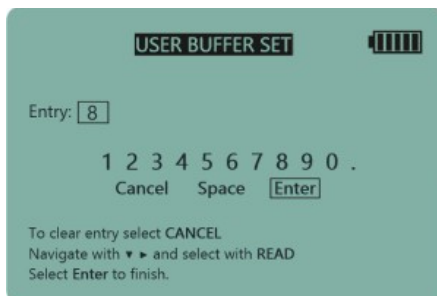 USER BUFFER SET
Entry: 8
1 2 3 4 5 6 7 8 9 0 .
Cancel Space Enter
To clear entry select CANCEL
Navigate with ▼ ► and select with READ
Select Enter to finish.